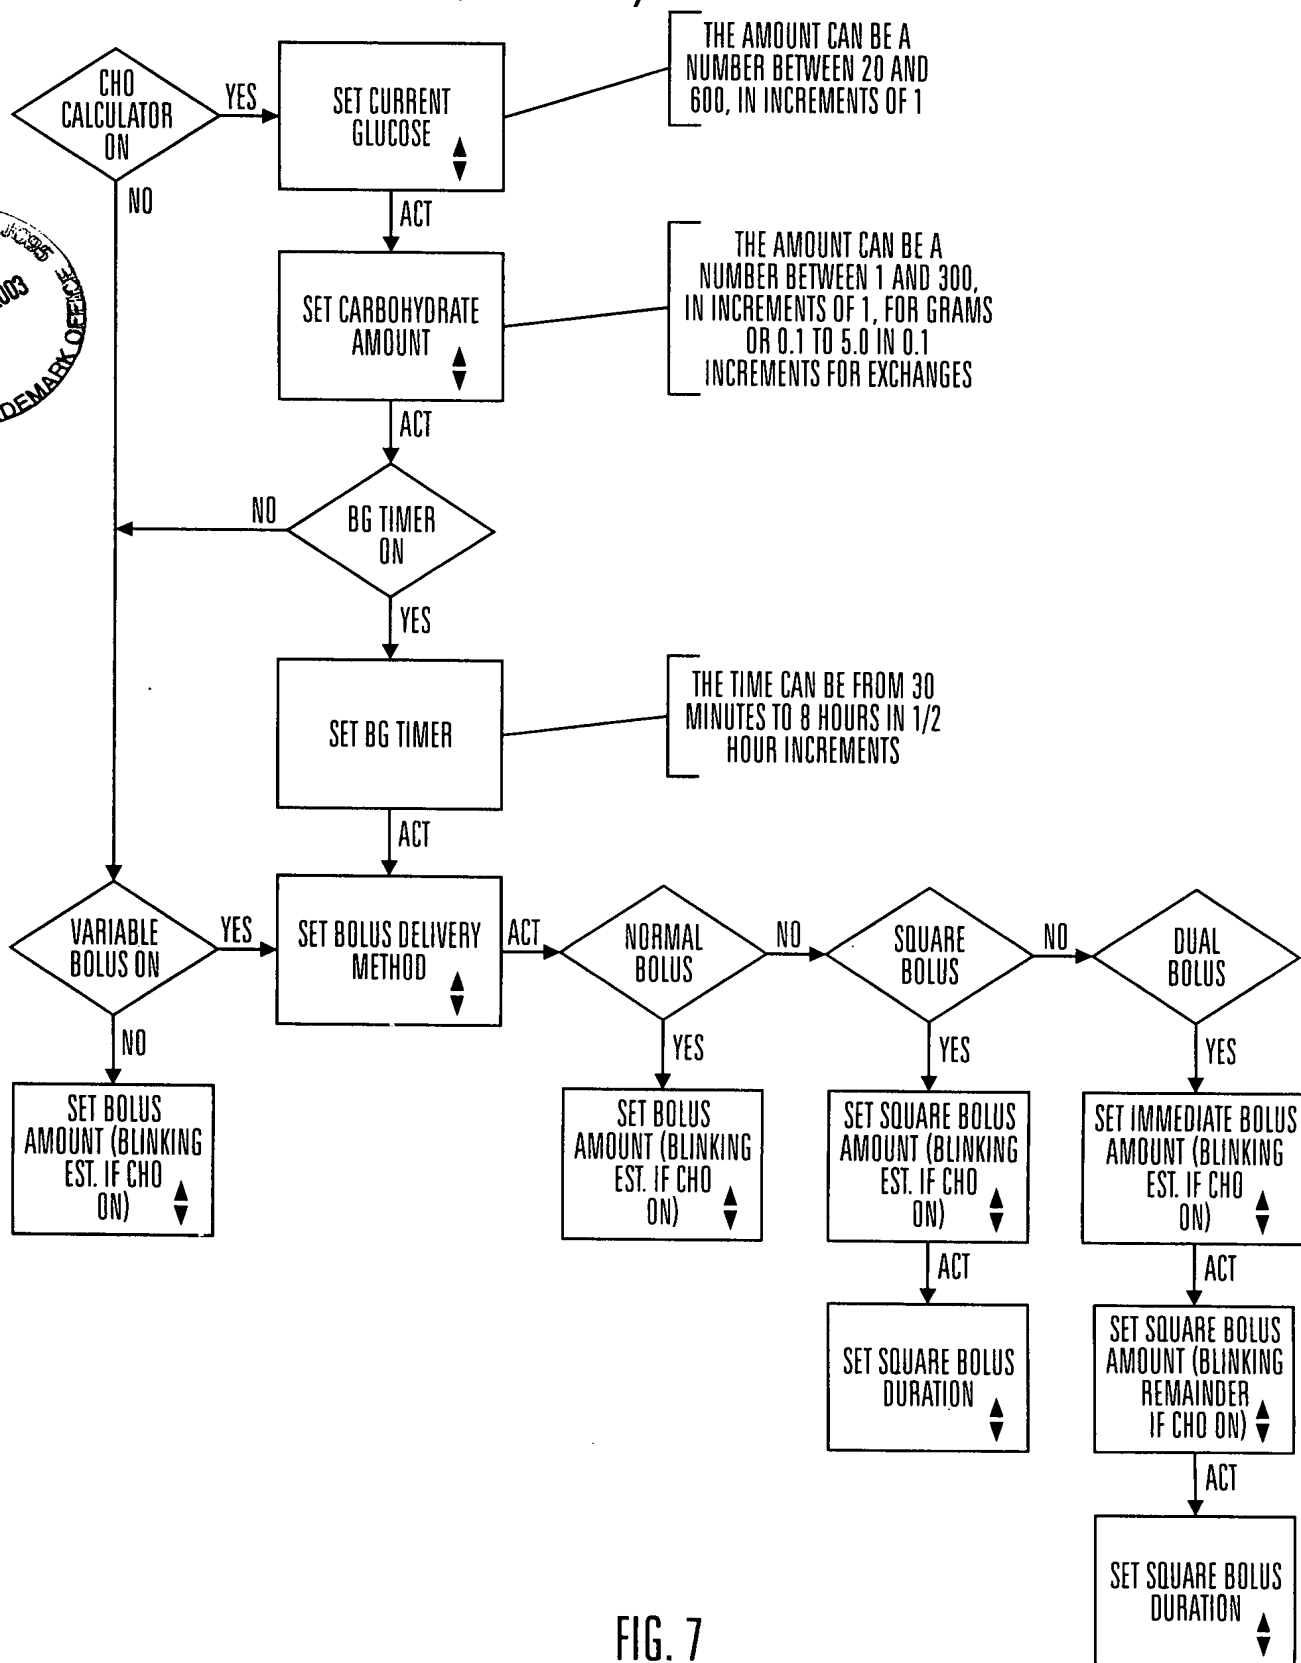 THE AMOUNT CAN BE A
NUMBER BETWEEN 20 AND
600, IN INCREMENTS OF 1
CHO
CALCULATOR
ON
YES
SET CURRENT
GLUCOSE
NO
ACT
THE AMOUNT CAN BE A
NUMBER BETWEEN 1 AND 300,
IN INCREMENTS OF 1, FOR GRAMS
OR 0.1 TO 5.0 IN 0.1
INCREMENTS FOR EXCHANGES
SET CARBOHYDRATE
AMOUNT
ACT
NO
BG TIMER
ON
YES
THE TIME CAN BE FROM 30
MINUTES TO 8 HOURS IN 1/2
HOUR INCREMENTS
SET BG TIMER
ACT
VARIABLE
BOLUS ON
YES
SET BOLUS DELIVERY
METHOD
ACT
NORMAL
BOLUS
NO
SQUARE
BOLUS
NO
DUAL
BOLUS
NO
YES
YES
YES
SET BOLUS
AMOUNT (BLINKING
EST. IF CHO
ON)
SET BOLUS
AMOUNT (BLINKING
EST. IF CHO
ON)
SET SQUARE BOLUS
AMOUNT (BLINKING
EST. IF CHO
ON)
SET IMMEDIATE BOLUS
AMOUNT (BLINKING
EST. IF CHO
ON)
ACT
ACT
SET SQUARE BOLUS
DURATION
SET SQUARE BOLUS
AMOUNT (BLINKING
REMAINDER
IF CHO ON)
ACT
SET SQUARE BOLUS
DURATION
FIG. 7